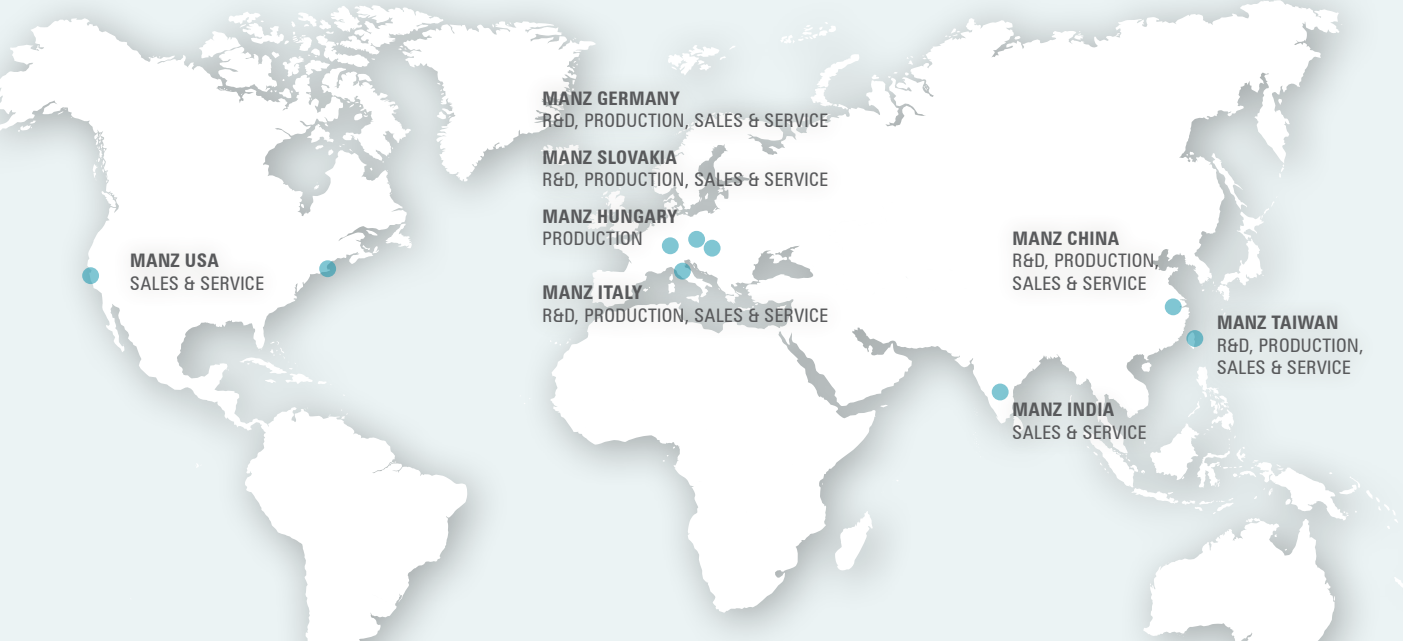 MANZ GERMANY
R&D, PRODUCTION, SALES & SERVICE
MANZ SLOVAKIA
R&D, PRODUCTION, SALES & SERVICE
MANZ HUNGARY
PRODUCTION
MANZ ITALY
R&D, PRODUCTION, SALES & SERVICE
MANZ USA
SALES & SERVICE
MANZ CHINA
R&D, PRODUCTION,
SALES & SERVICE
MANZ TAIWAN
R&D, PRODUCTION,
SALES & SERVICE
MANZ INDIA
SALES & SERVICE